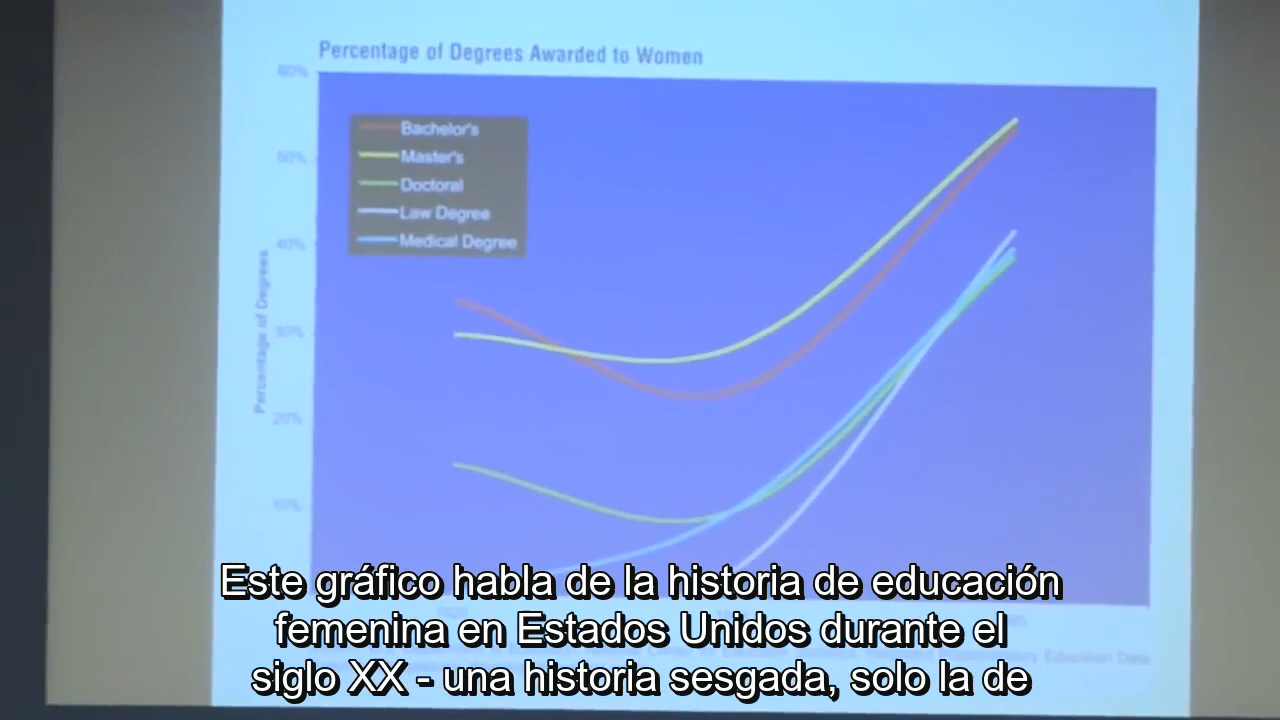 Percentage of Degrees Awarded to Women
60%
Bachelor's
50%
Master's
Doctoral
Law Degree
40%
Medical Degree
Percentage of Degrees
30%
20%
10%
Este gráfico habla de la historia de educación
femenina en Estados Unidos durante el
siglo XX - una historia sesgada, solo la de
Education Data